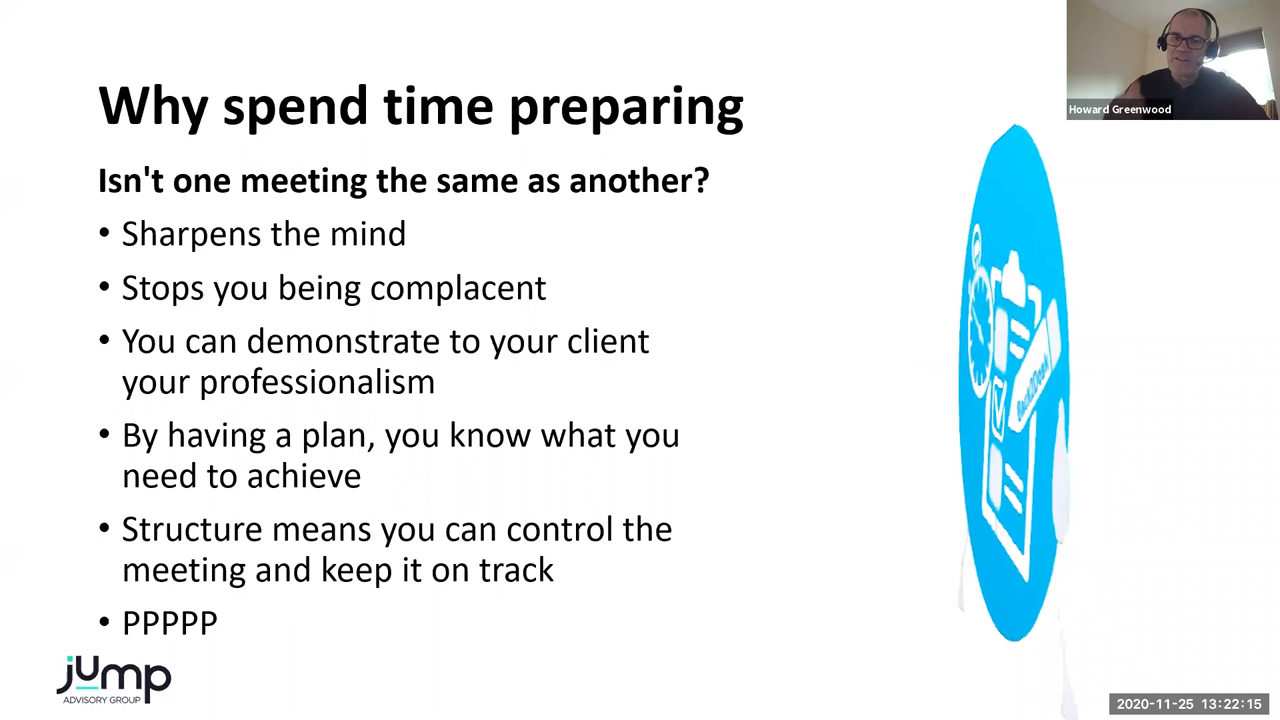 Howard Greenwood
Why spend time preparing
Isn't one meeting the same as another?
• Sharpens the mind
• Stops you being complacent
• You can demonstrate to your client
your professionalism
• By having a plan, you know what you
need to achieve
• Structure means you can control the
meeting and keep it on track
• PPPPP
jump
ADVISORY GROUP
2020-11-25 13:22:15